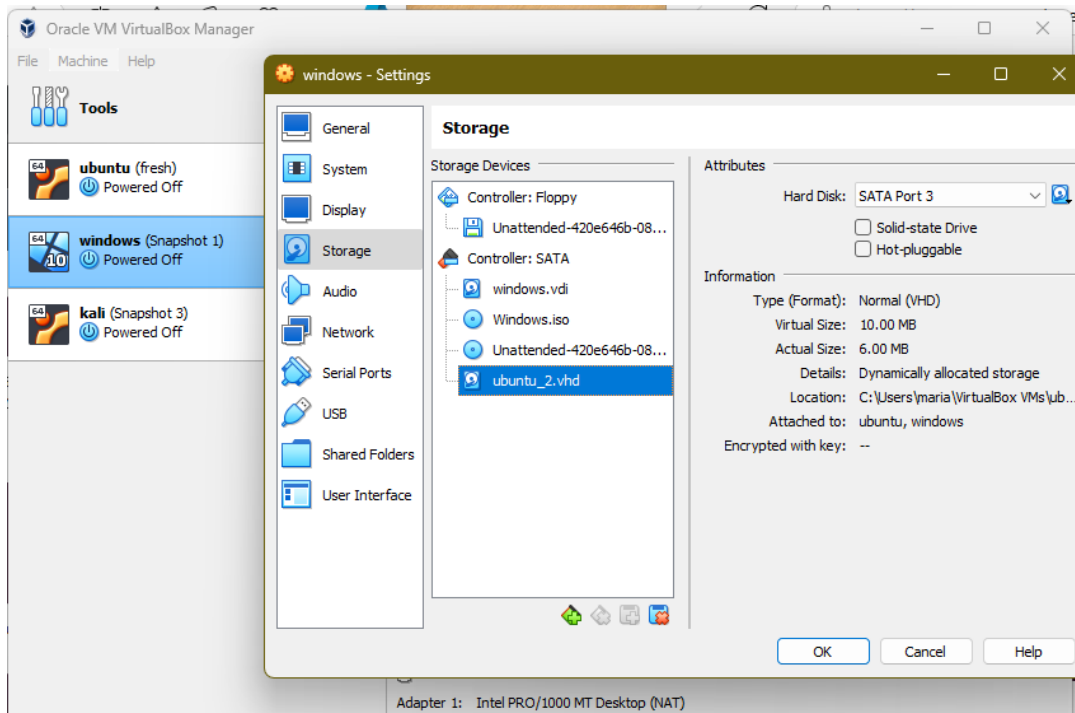 Oracle VM VirtualBox Manager
File Machine Help
Tools
64
ubuntu (fresh)
Powered Off
64
10
windows (Snapshot 1)
Powered Off
64
kali (Snapshot 3)
Powered Off
windows - Settings
General
System
Display
Storage
Audio
Network
Serial Ports
USB
Shared Folders
User Interface
Storage
Storage Devices
Controller: Floppy
Unattended-420e646b-08...
Controller: SATA
windows.vdi
Windows.iso
Unattended-420e646b-08...
ubuntu_2.vhd
Attributes
Hard Disk: SATA Port 3
Solid-state Drive
Hot-pluggable
Information
Type (Format): Normal (VHD)
Virtual Size: 10.00 MB
Actual Size: 6.00 MB
Details: Dynamically allocated storage
Location: C:\Users\maria\VirtualBox VMs\ub...
Attached to: ubuntu, windows
Encrypted with key: --
OK Cancel Help
Adapter 1: Intel PRO/1000 MT Desktop (NAT)